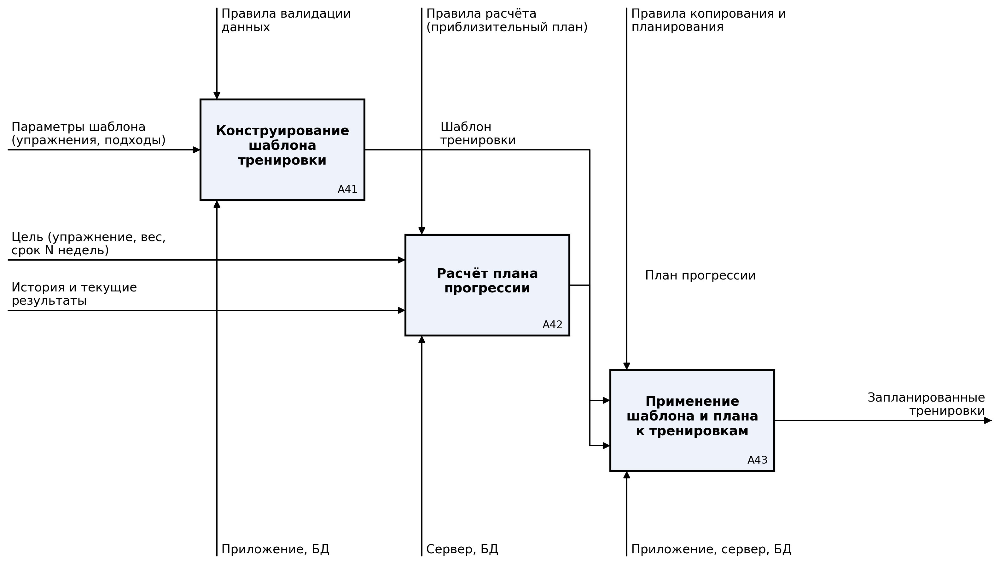 Правила валидации
данных
Правила расчёта
(приблизительный план)
Правила копирования и
планирования
Параметры шаблона
(упражнения, подходы)
Конструирование
шаблона
тренировки
A41
Шаблон
тренировки
Цель (упражнение, вес,
срок N недель)
История и текущие
результаты
Расчёт плана
прогрессии
A42
План прогрессии
Применение
шаблона и плана
к тренировкам
A43
Запланированные
тренировки
Приложение, БД
Сервер, БД
Приложение, сервер, БД